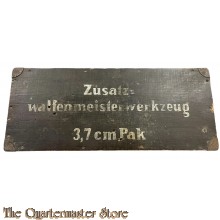 Zusatz-
waffenmeisterwerkzeug
3,7 cm Pak
© The Quartermaster Store